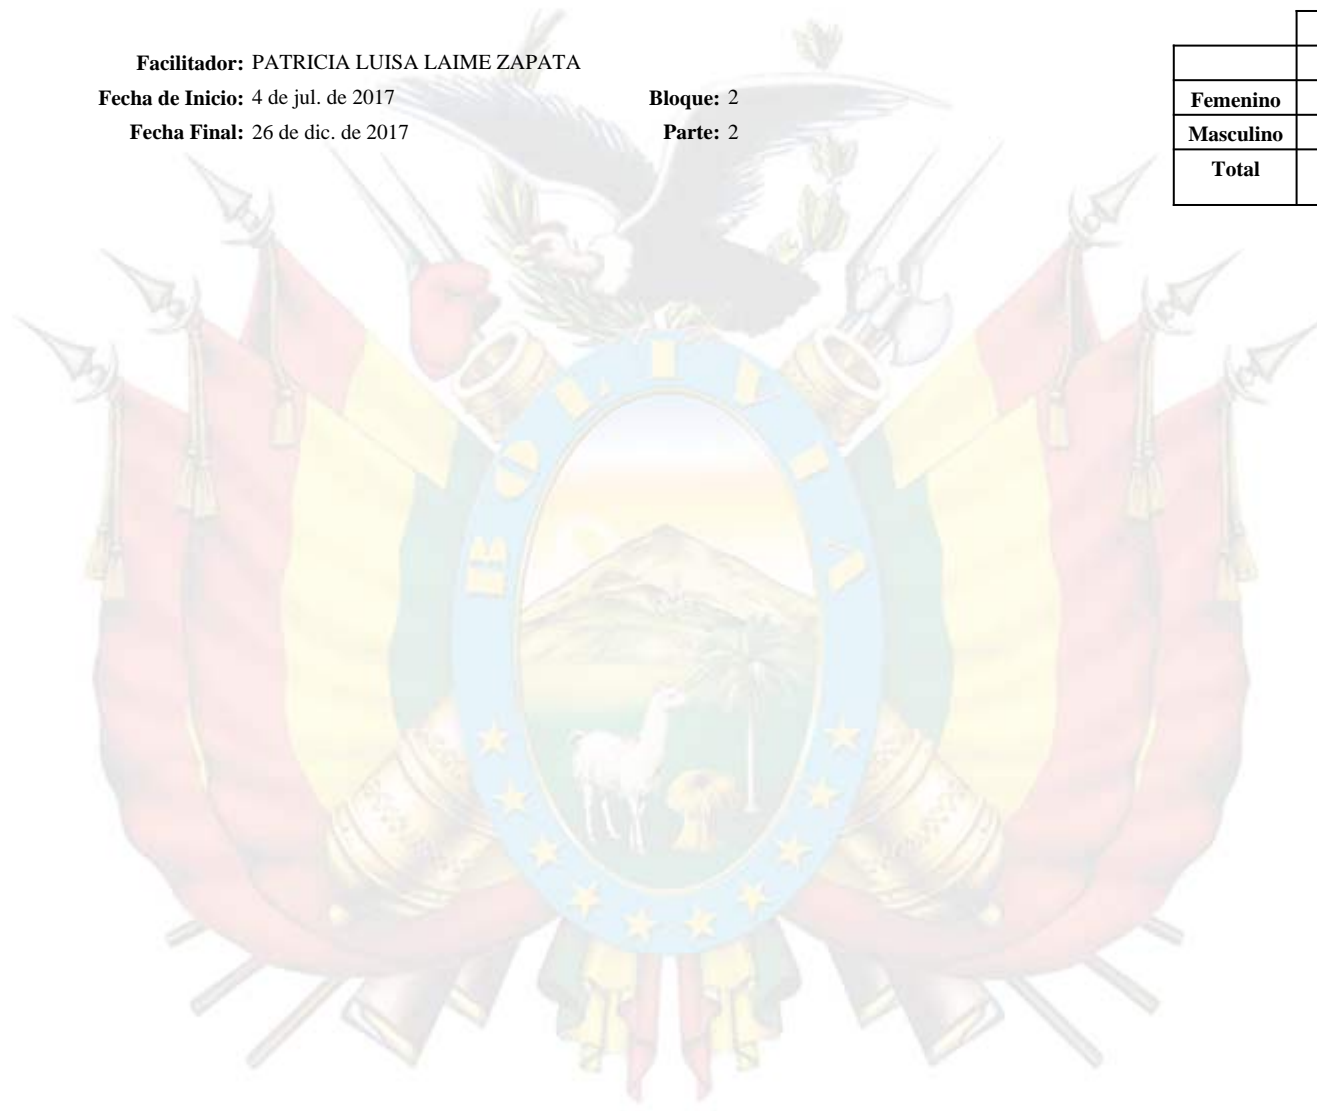 Facilitador: PATRICIA LUISA LAIME ZAPATA
Fecha de Inicio: 4 de jul. de 2017 Bloque: 2
Fecha Final: 26 de dic. de 2017 Parte: 2
Femenino
Masculino
Total
BOLIVIA